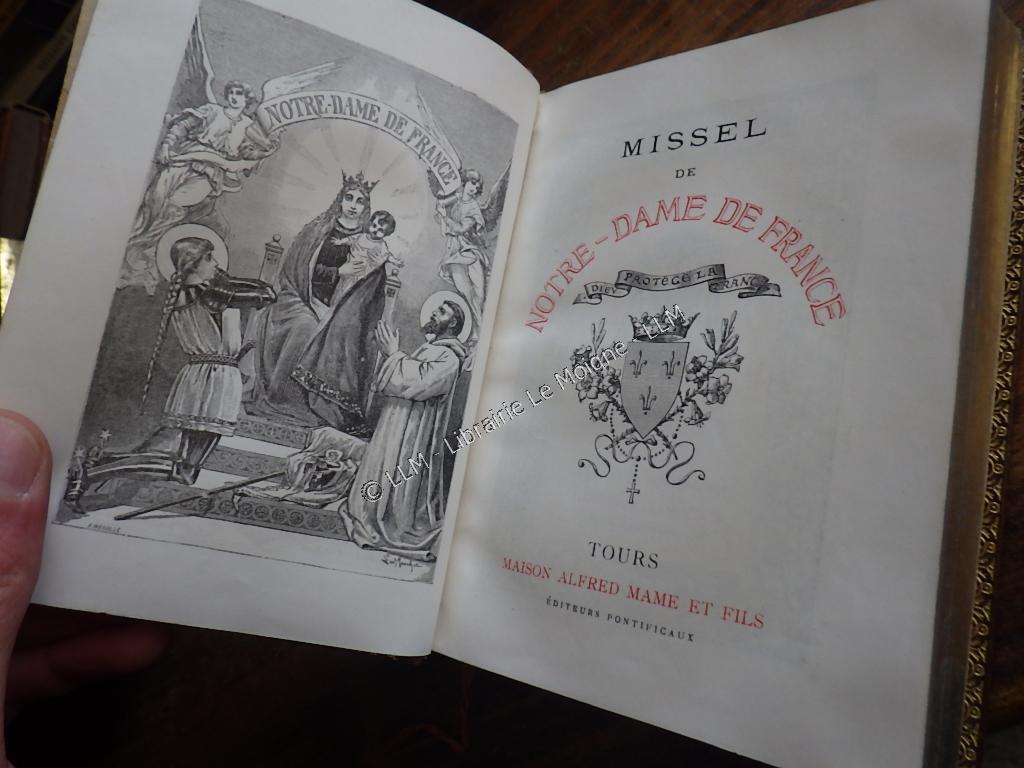 NOTRE-DAME DE FRANCE
MISSEL
DE
NOTRE-DAME DE FRANCE
DIEU PROTÈGE LA FRANCE
TOURS
MAISON ALFRED MAME ET FILS
ÉDITEURS PONTIFICAUX
© LLM - Librairie Le Moigne - LLM